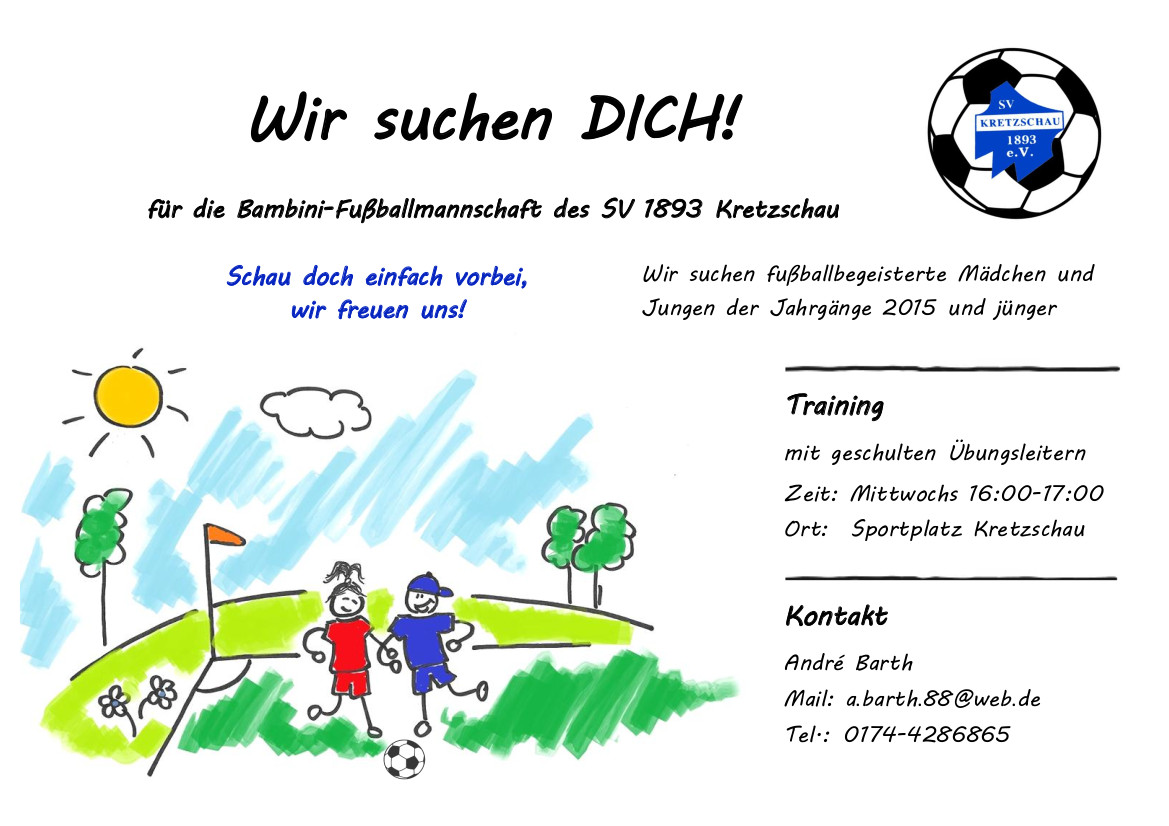 Wir suchen DICH!
SV
KRETZSCHAU
1893
e.V.
für die Bambini-Fußballmannschaft des SV 1893 Kretzschau
Schau doch einfach vorbei,
wir freuen uns!
Wir suchen fußballbegeisterte Mädchen und
Jungen der Jahrgänge 2015 und jünger
Training
mit geschulten Übungsleitern
Zeit: Mittwochs 16:00-17:00
Ort: Sportplatz Kretzschau
Kontakt
André Barth
Mail: a.barth.88@web.de
Tel.: 0174-4286865